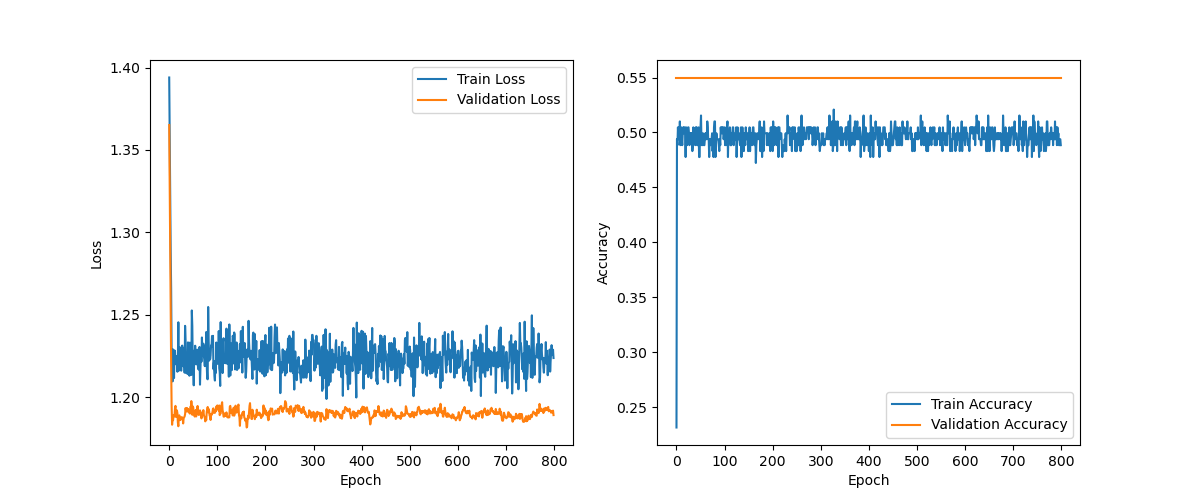 1.40
1.35
1.30
1.25
1.20
Loss
0 100 200 300 400 500 600 700 800
Epoch
Train Loss
Validation Loss
0.55
0.50
0.45
0.40
0.35
0.30
0.25
Accuracy
0 100 200 300 400 500 600 700 800
Epoch
Train Accuracy
Validation Accuracy